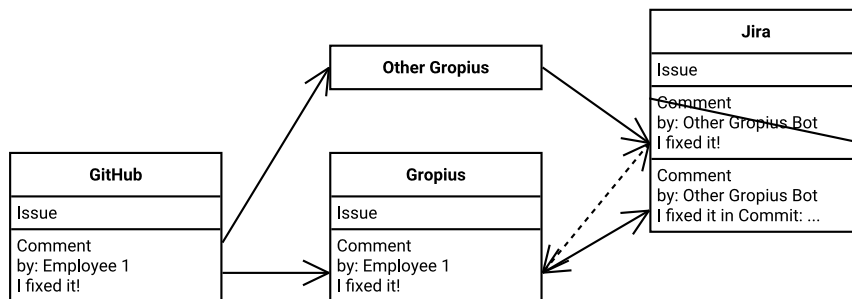 Jira
Issue
Comment
by: Other Gropius Bot
I fixed it!
Comment
by: Other Gropius Bot
I fixed it in Commit: ...
Other Gropius
GitHub
Issue
Comment
by: Employee 1
I fixed it!
Gropius
Issue
Comment
by: Employee 1
I fixed it!